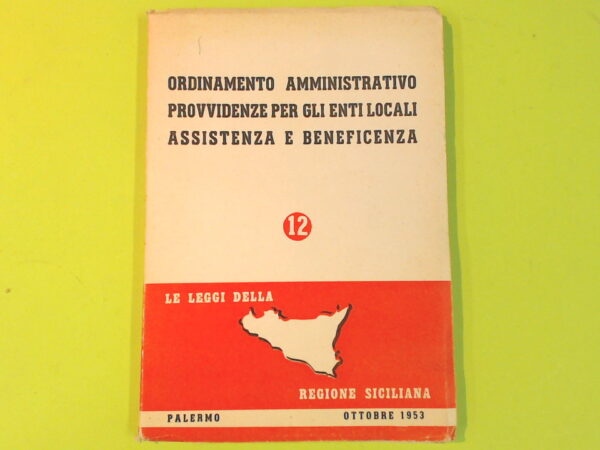 ORDINAMENTO AMMINISTRATIVO
PROVVIDENZE PER GLI ENTI LOCALI
ASSISTENZA E BENEFICENZA
12
LE LEGGI DELLA
REGIONE SICILIANA
PALERMO OTTOBRE 1953